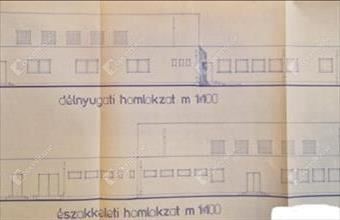 délnyugati homlokzat m 1:100
északkeleti homlokzat m 1:100